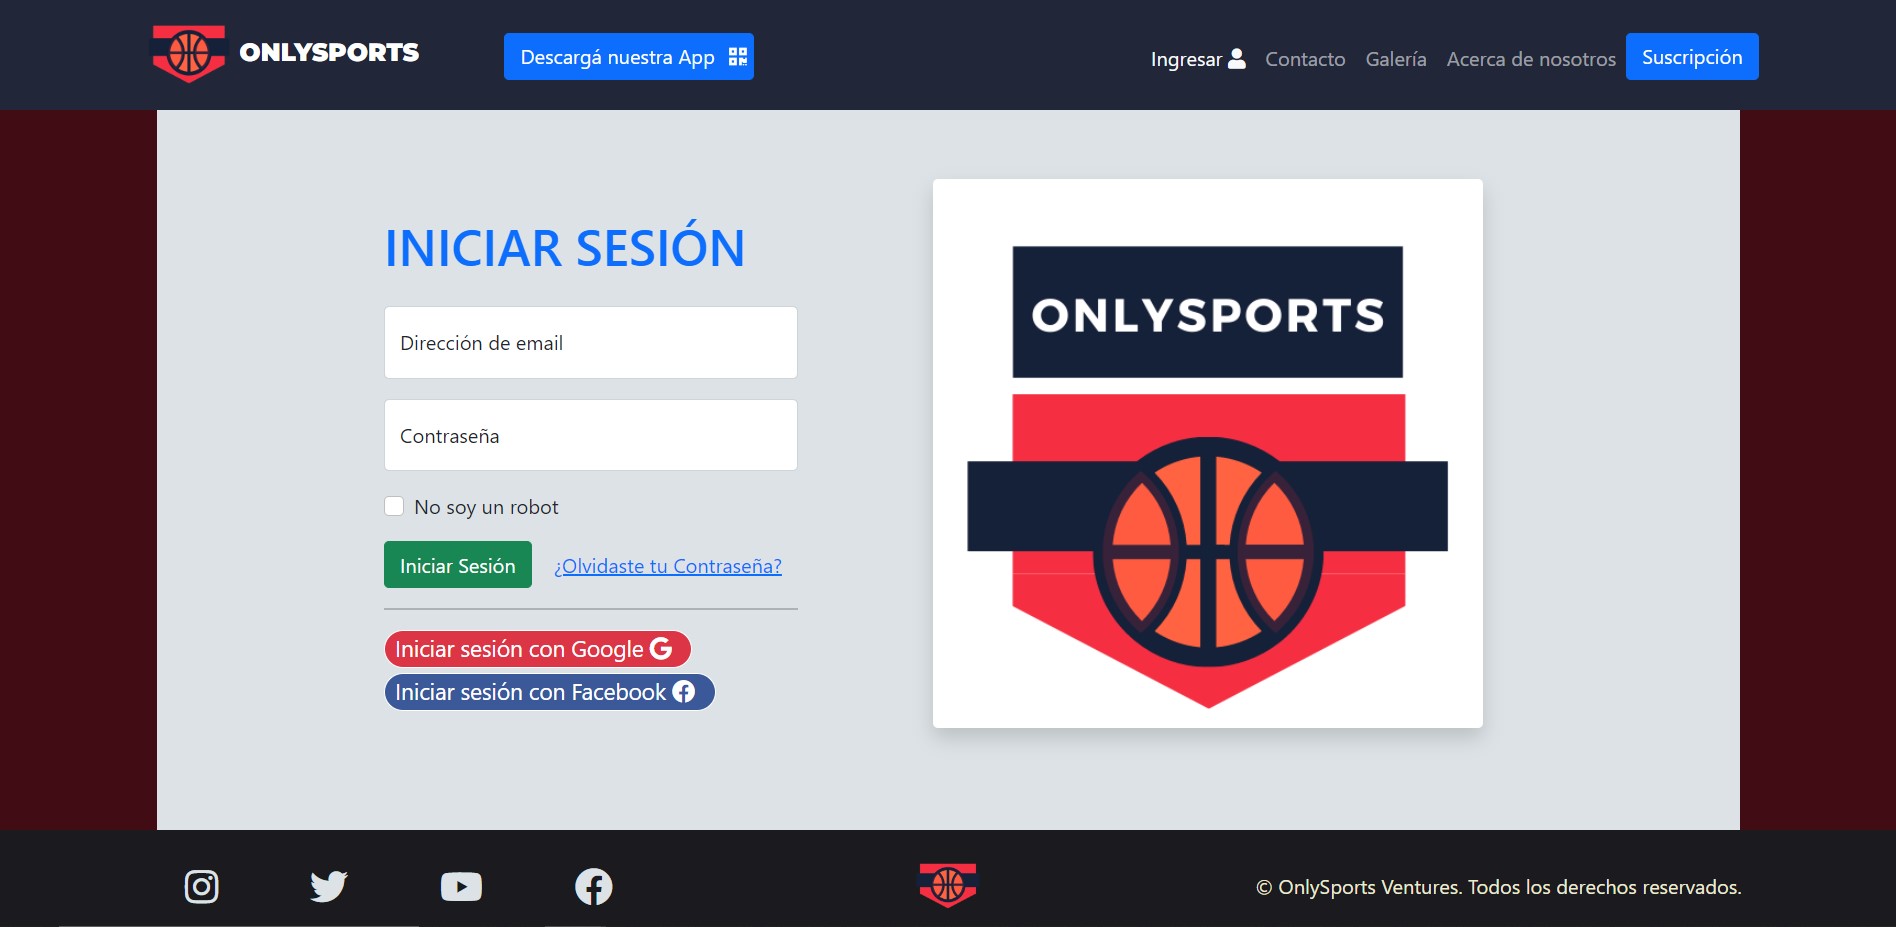 ONLYSPORTS
Descargá nuestra App
Ingresar
Contacto
Galería
Acerca de nosotros
Suscripción
INICIAR SESIÓN
Dirección de email
Contraseña
No soy un robot
Iniciar Sesión
¿Olvidaste tu Contraseña?
Iniciar sesión con Google
Iniciar sesión con Facebook
ONLYSPORTS
© OnlySports Ventures. Todos los derechos reservados.